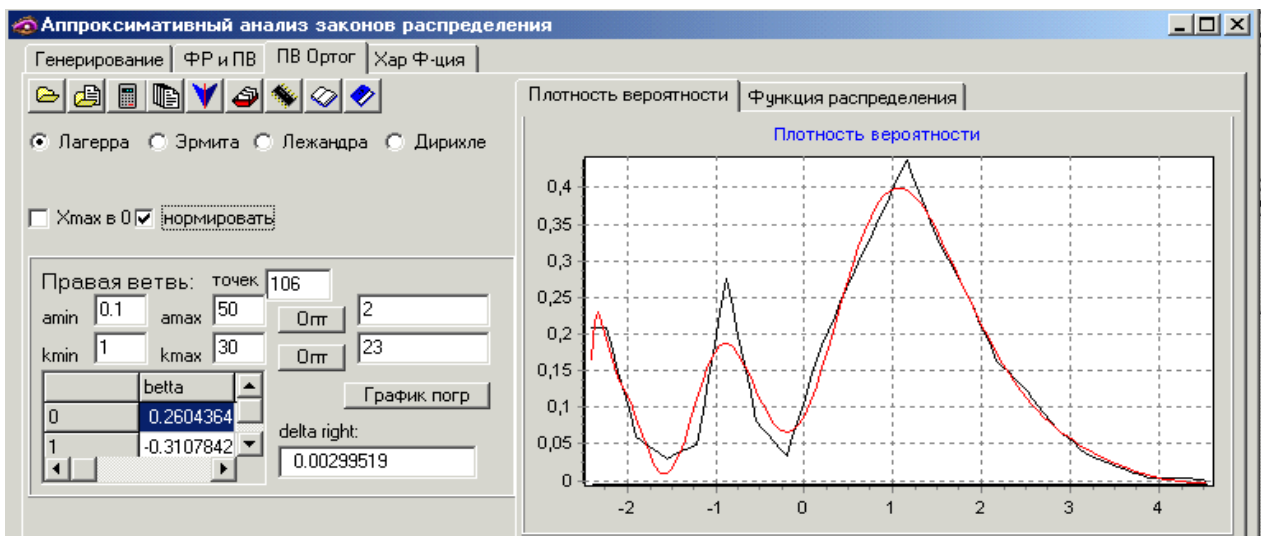 Аппроксимативный анализ законов распределения
Генерирование ФР и ПВ ПВ Ортог Хар Ф-ция
Лагерра Эрмита Лежандра Дирихле
Xmax в 0 нормировать
Правая ветвь: точек 106
amin 0.1 amax 50 Опт 2
kmin 1 kmax 30 Опт 23
betta
0 0.2604364
1 -0.3107842
График погр
delta right:
0.00299519
Плотность вероятности Функция распределения
Плотность вероятности
0,4
0,35
0,3
0,25
0,2
0,15
0,1
0,05
0
-2 -1 0 1 2 3 4